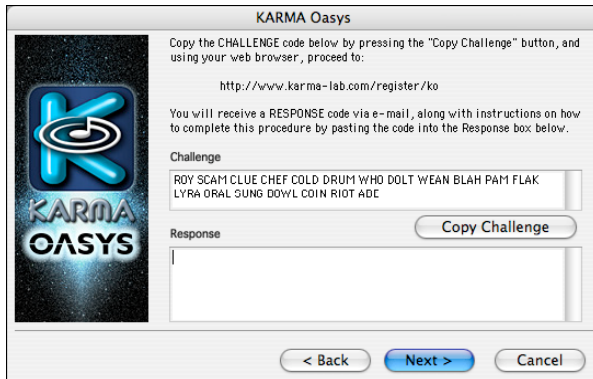 KARMA Oasys
Copy the CHALLENGE code below by pressing the "Copy Challenge" button, and
using your web browser, proceed to:
http://www.karma-lab.com/register/ko
You will receive a RESPONSE code via e-mail, along with instructions on how
to complete this procedure by pasting the code into the Response box below.
Challenge
ROY SCAM CLUE CHEF COLD DRUM WHO DOLT WEAN BLAH PAM FLAK
LYRA ORAL SUNG DOWL COIN RIOT ADE
Copy Challenge
Response
KARMA
OASYS
< Back
Next >
Cancel